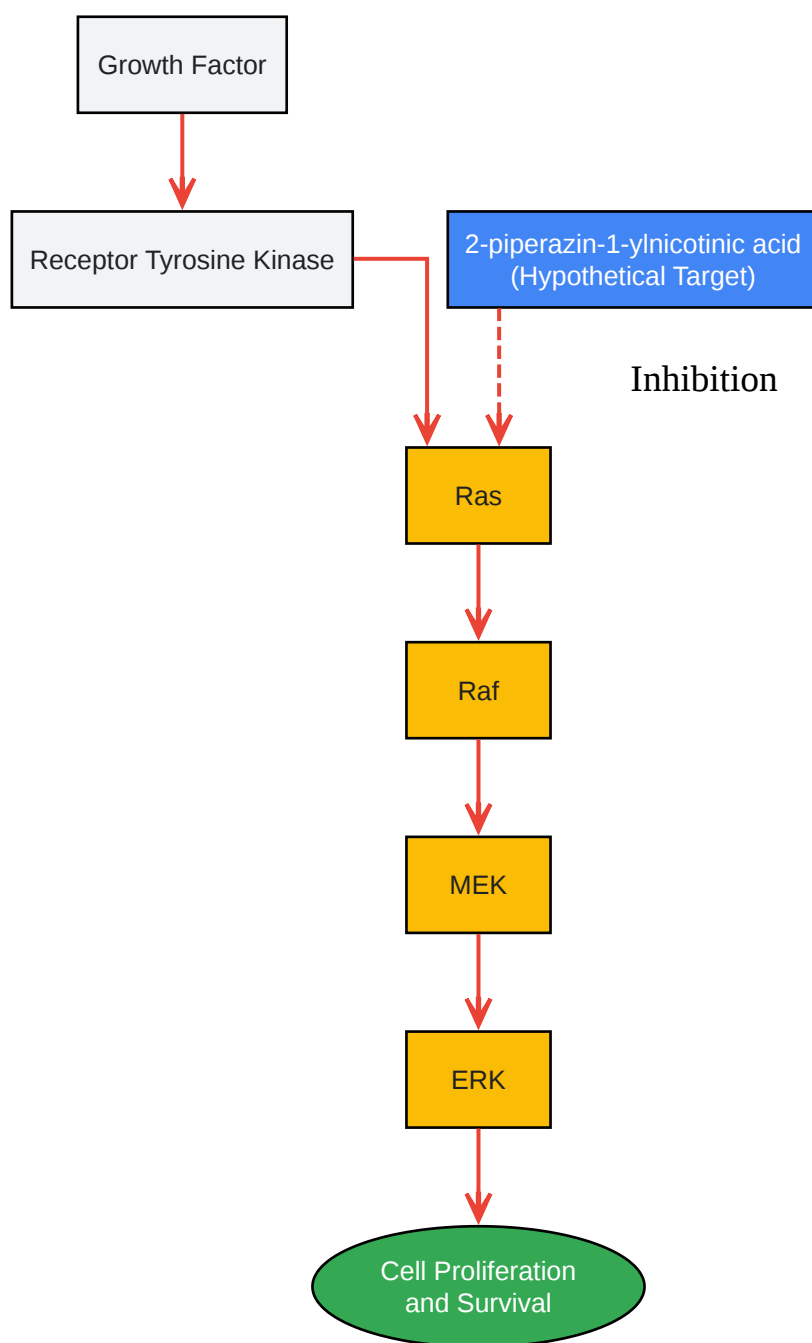 Growth Factor
Receptor Tyrosine Kinase
2-piperazin-1-ylnicotinic acid
(Hypothetical Target)
Inhibition
Ras
Raf
MEK
ERK
Cell Proliferation
and Survival